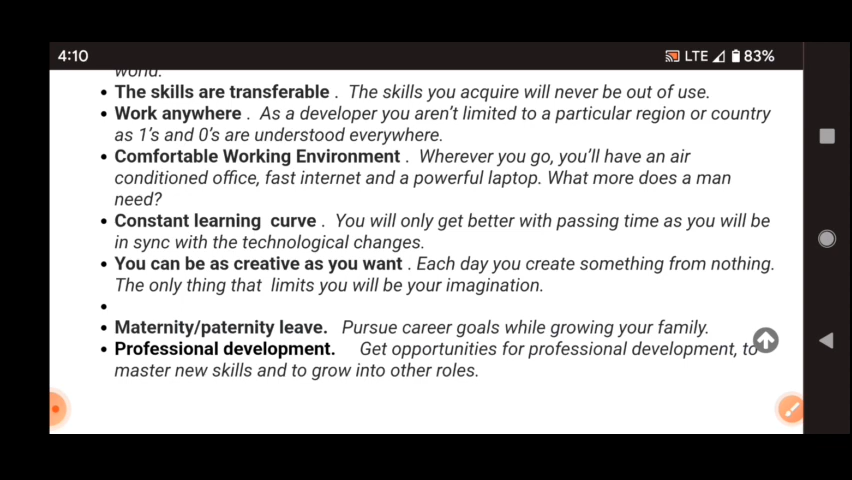 4:10 LTE 83%
world.
• The skills are transferable . The skills you acquire will never be out of use.
• Work anywhere . As a developer you aren't limited to a particular region or country
as 1's and 0's are understood everywhere.
• Comfortable Working Environment . Wherever you go, you'll have an air
conditioned office, fast internet and a powerful laptop. What more does a man
need?
• Constant learning curve . You will only get better with passing time as you will be
in sync with the technological changes.
• You can be as creative as you want . Each day you create something from nothing.
The only thing that limits you will be your imagination.
•
• Maternity/paternity leave. Pursue career goals while growing your family.
• Professional development. Get opportunities for professional development, to
master new skills and to grow into other roles.